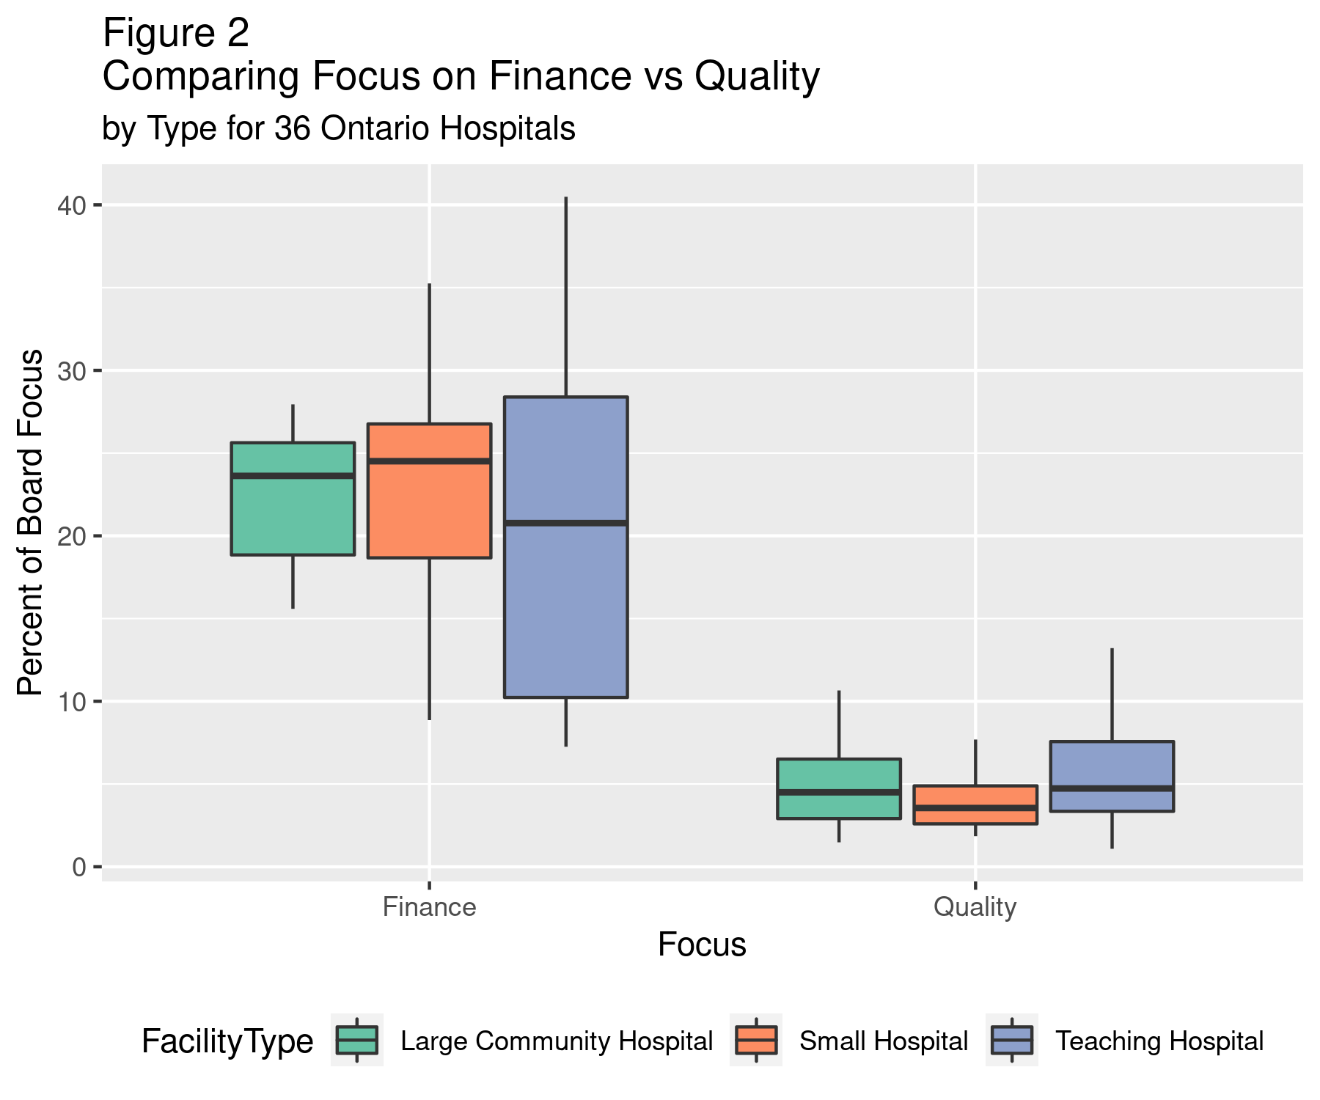 Figure 2
Comparing Focus on Finance vs Quality
by Type for 36 Ontario Hospitals
Percent of Board Focus
40
30
20
10
0
Finance Quality
Focus
FacilityType Large Community Hospital Small Hospital Teaching Hospital